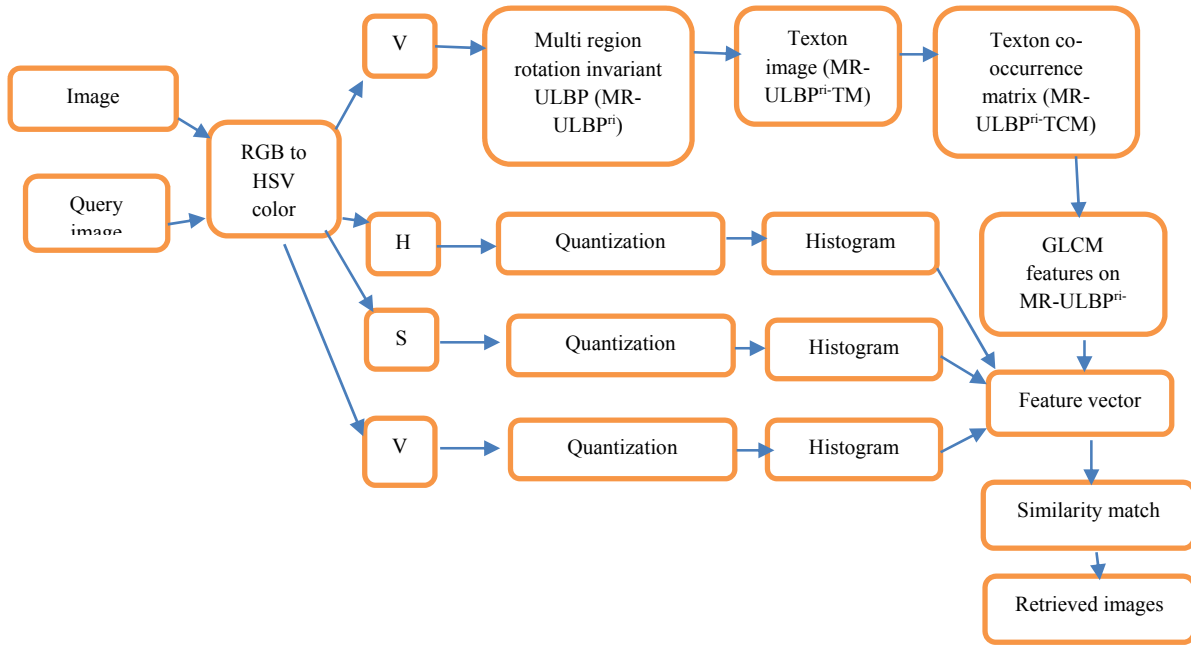 Image
Query
image
RGB to
HSV
color
V
Multi region
rotation invariant
ULBP (MR-
ULBPʳⁱ)
Texton
image (MR-
ULBPʳⁱ⁻TM)
Texton co-
occurrence
matrix (MR-
ULBPʳⁱ⁻TCM)
GLCM
features on
MR-ULBPʳⁱ⁻
H
Quantization
Histogram
S
Quantization
Histogram
V
Quantization
Histogram
Feature vector
Similarity match
Retrieved images